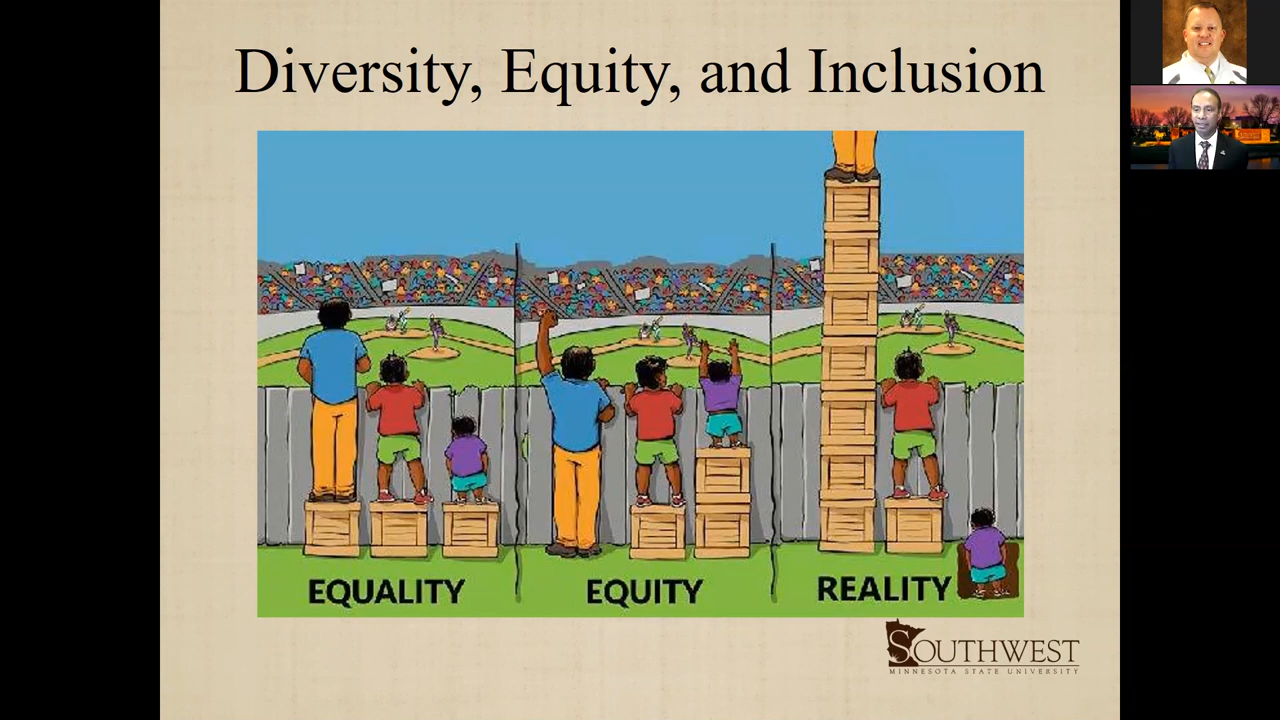 Diversity, Equity, and Inclusion
EQUALITY
EQUITY
REALITY
SOUTHWEST
MINNESOTA STATE UNIVERSITY